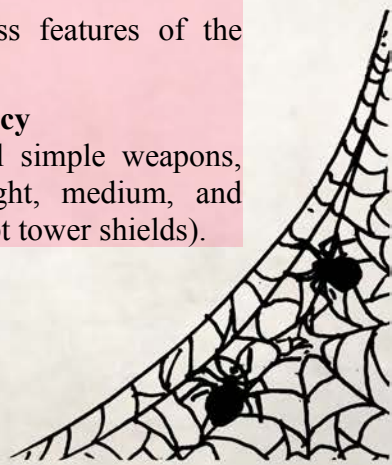 ss features of the
cy
simple weapons,
ght, medium, and
t tower shields).